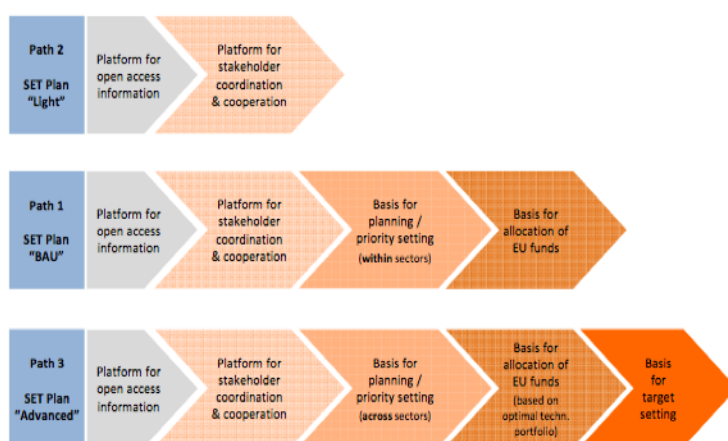 Path 2
SET Plan
"Light"
Platform for
open access
information
Platform for
stakeholder
coordination
& cooperation
Path 1
SET Plan
"BAU"
Platform for
open access
information
Platform for
stakeholder
coordination
& cooperation
Basis for
planning /
priority setting
(within sectors)
Basis for
allocation of
EU funds
Path 3
SET Plan
"Advanced"
Platform for
open access
information
Platform for
stakeholder
coordination
& cooperation
Basis for
planning /
priority setting
(across sectors)
Basis for
allocation of
EU funds
(based on
optimal techn.
portfolio)
Basis
for
target
setting